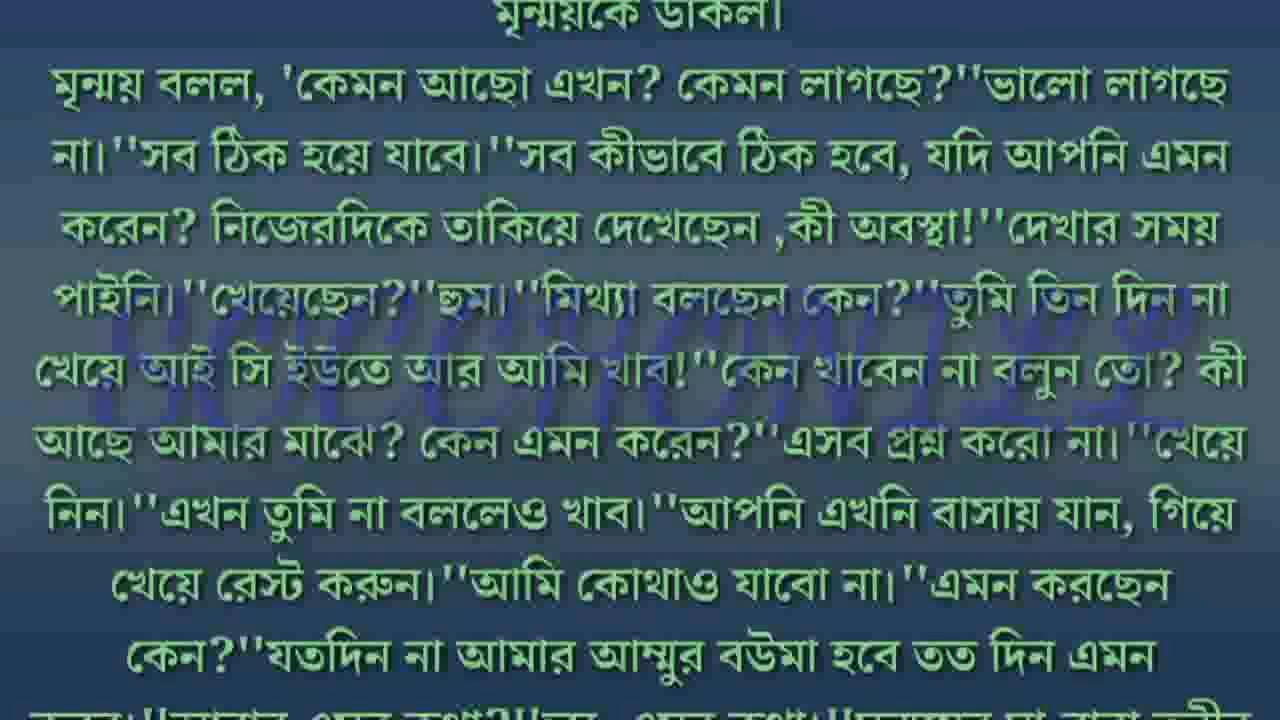 মৃন্ময়কে ডাকল।
মৃন্ময় বলল, 'কেমন আছো এখন? কেমন লাগছে?''ভালো লাগছে
না।''সব ঠিক হয়ে যাবে।''সব কীভাবে ঠিক হবে, যদি আপনি এমন
করেন? নিজেরদিকে তাকিয়ে দেখেছেন ,কী অবস্থা!''দেখার সময়
পাইনি।''খেয়েছেন?''হুম।''মিথ্যা বলছেন কেন?''তুমি তিন দিন না
খেয়ে আই সি ইউতে আর আমি খাব!''কেন খাবেন না বলুন তো? কী
আছে আমার মাঝে? কেন এমন করেন?''এসব প্রশ্ন করো না।''খেয়ে
নিন।''এখন তুমি না বললেও খাব।''আপনি এখনি বাসায় যান, গিয়ে
খেয়ে রেস্ট করুন।''আমি কোথাও যাবো না।''এমন করছেন
কেন?''যতদিন না আমার আম্মুর বউমা হবে তত দিন এমন